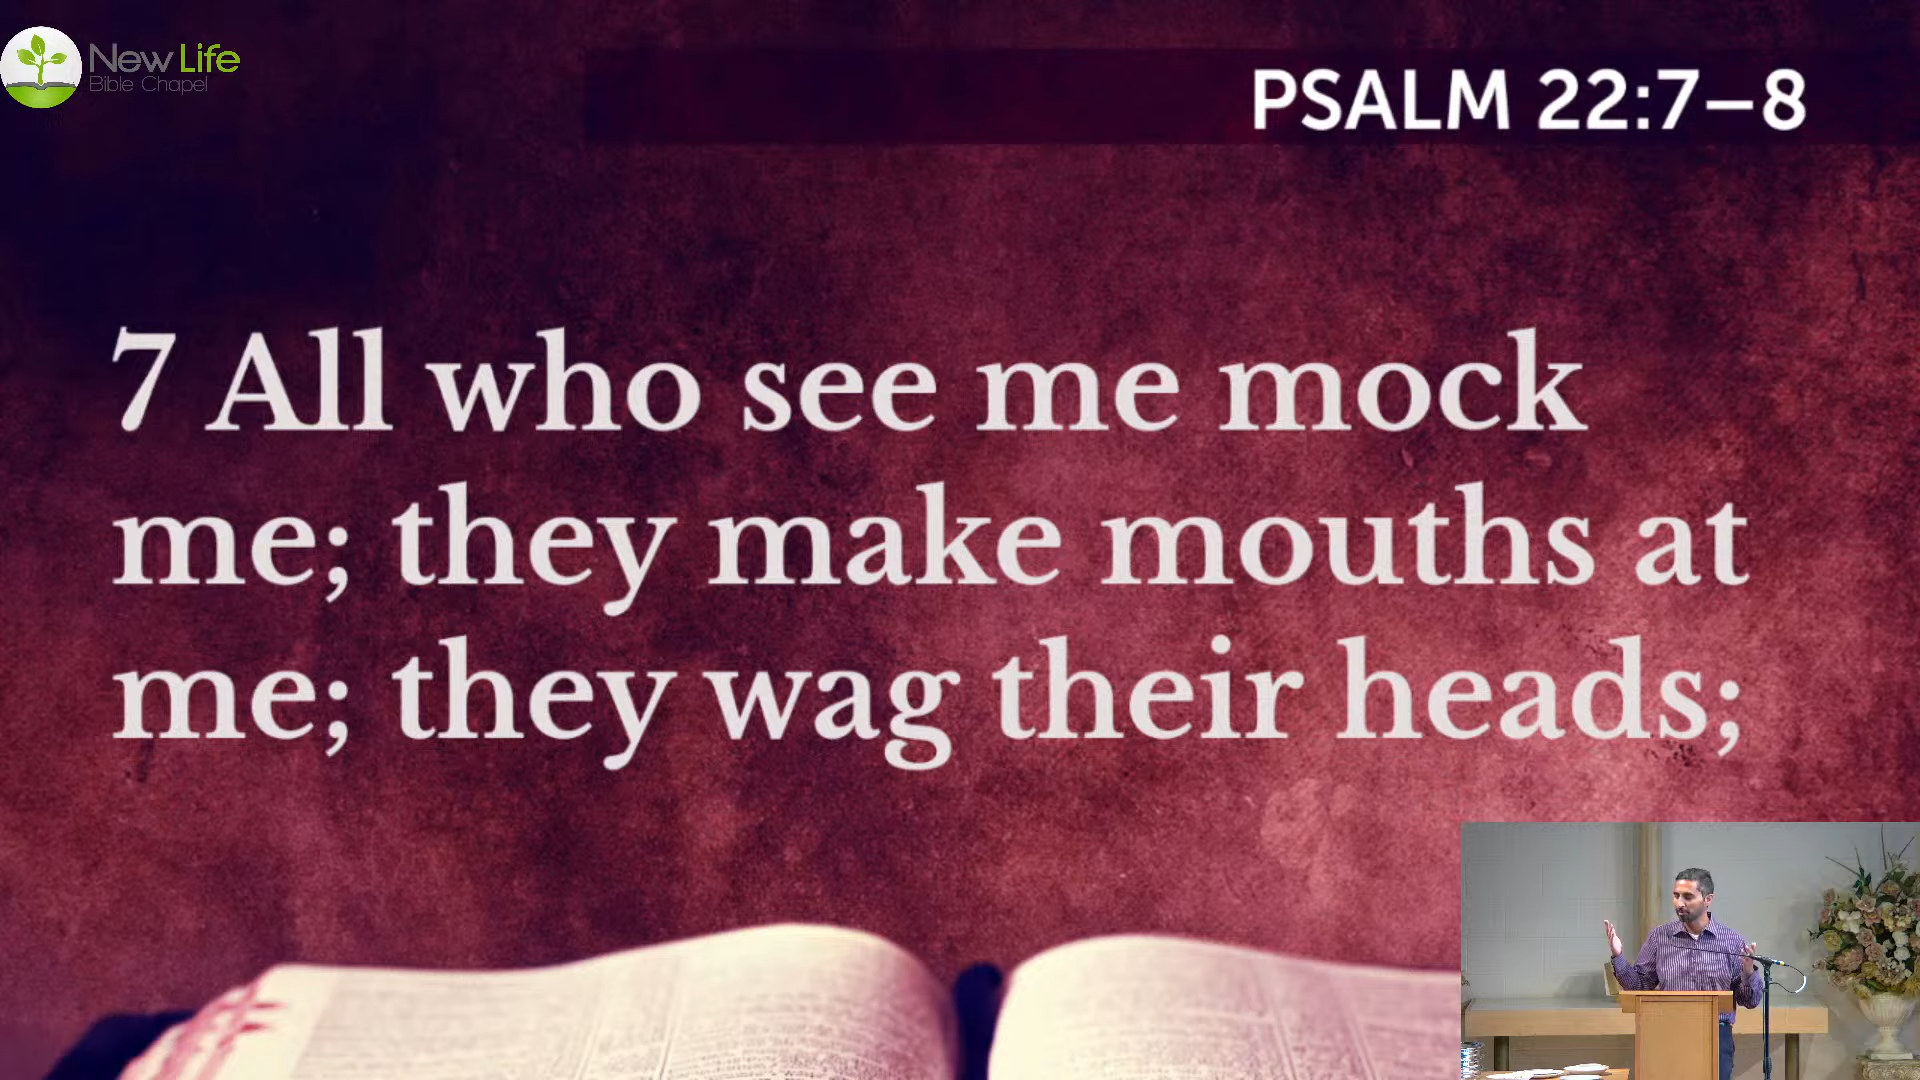 New Life
Bible Chapel
PSALM 22:7–8
7 All who see me mock
me; they make mouths at
me; they wag their heads;